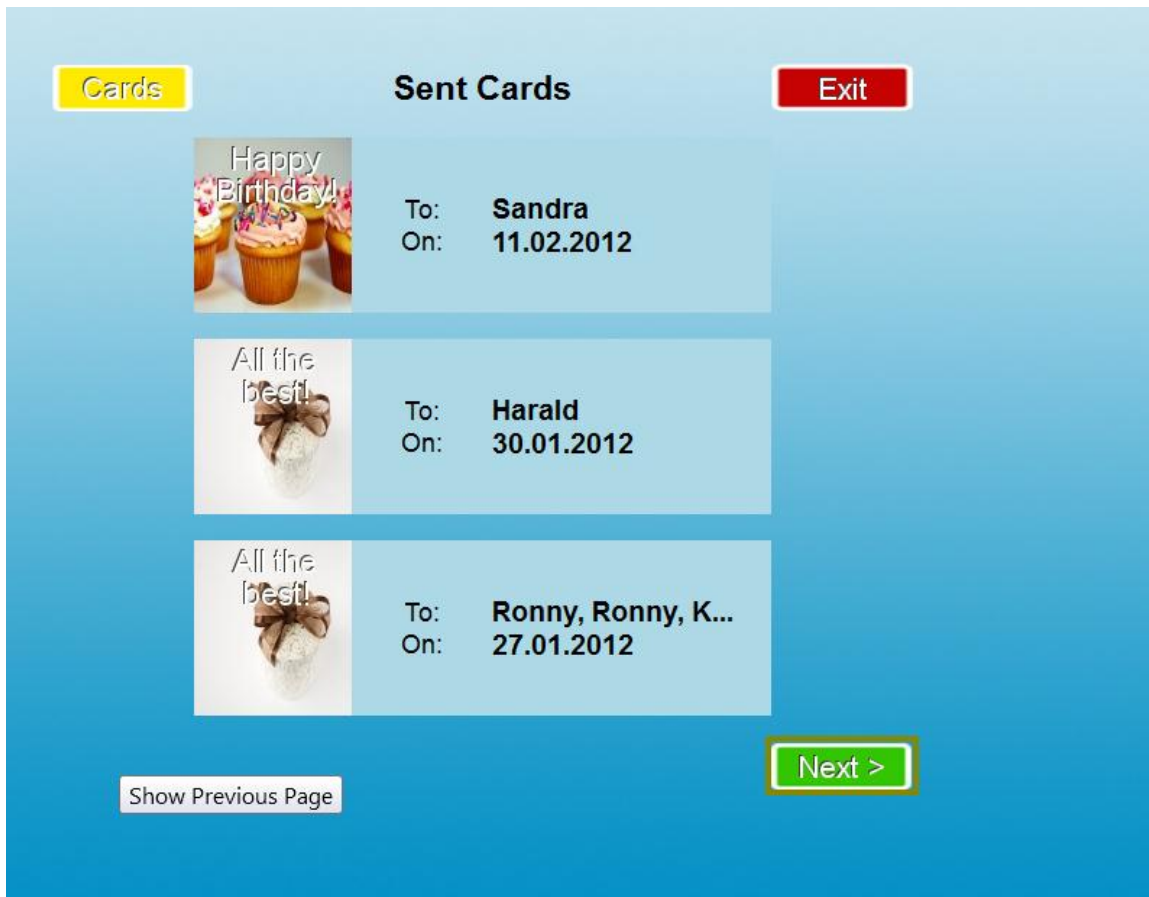 Cards
Sent Cards
Exit
Happy
Birthday!
To: Sandra
On: 11.02.2012
All the
best!
To: Harald
On: 30.01.2012
All the
best!
To: Ronny, Ronny, K...
On: 27.01.2012
Next >
Show Previous Page